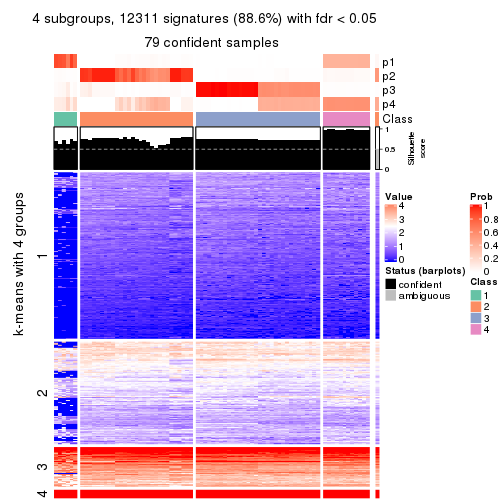 4 subgroups, 12311 signatures (88.6%) with fdr < 0.05
79 confident samples
p1
p2
p3
p4
Class
1
0.5
0
Silhouette
score
k-means with 4 groups
1
2
3
4
Value
4
3
2
1
0
Status (barplots)
confident
ambiguous
Prob
1
0.8
0.6
0.4
0.2
0
Class
1
2
3
4